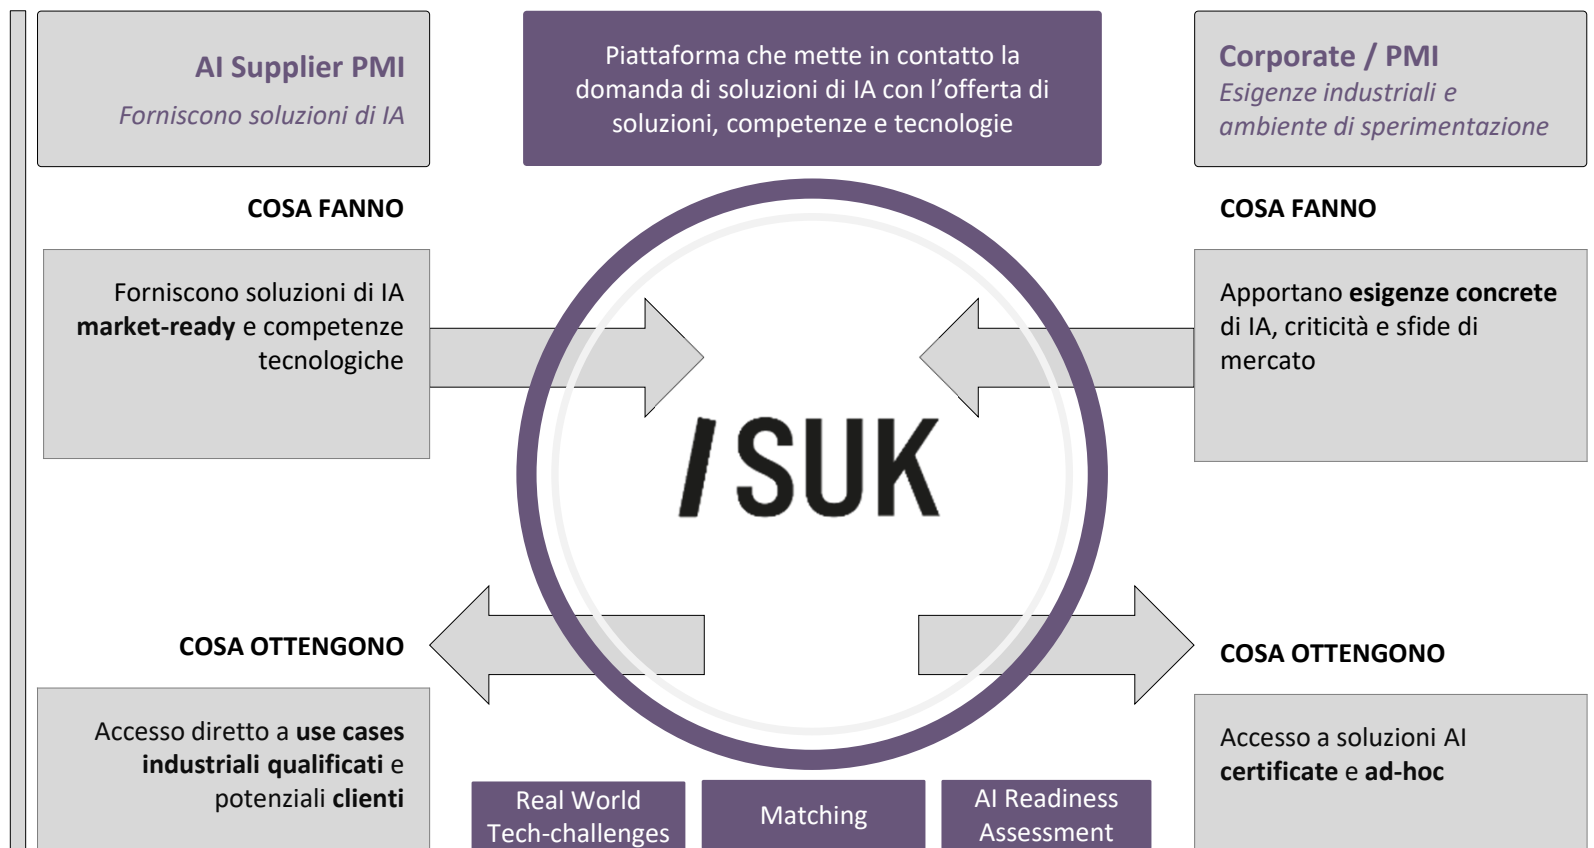 AI Supplier PMI
Forniscono soluzioni di IA
Piattaforma che mette in contatto la
domanda di soluzioni di IA con l’offerta di
soluzioni, competenze e tecnologie
Corporate / PMI
Esigenze industriali e
ambiente di sperimentazione
COSA FANNO
Forniscono soluzioni di IA
market-ready e competenze
tecnologiche
COSA FANNO
Apportano esigenze concrete
di IA, criticità e sfide di
mercato
/ SUK
COSA OTTENGONO
Accesso diretto a use cases
industriali qualificati e
potenziali clienti
COSA OTTENGONO
Accesso a soluzioni AI
certificate e ad-hoc
Real World
Tech-challenges
Matching
AI Readiness
Assessment